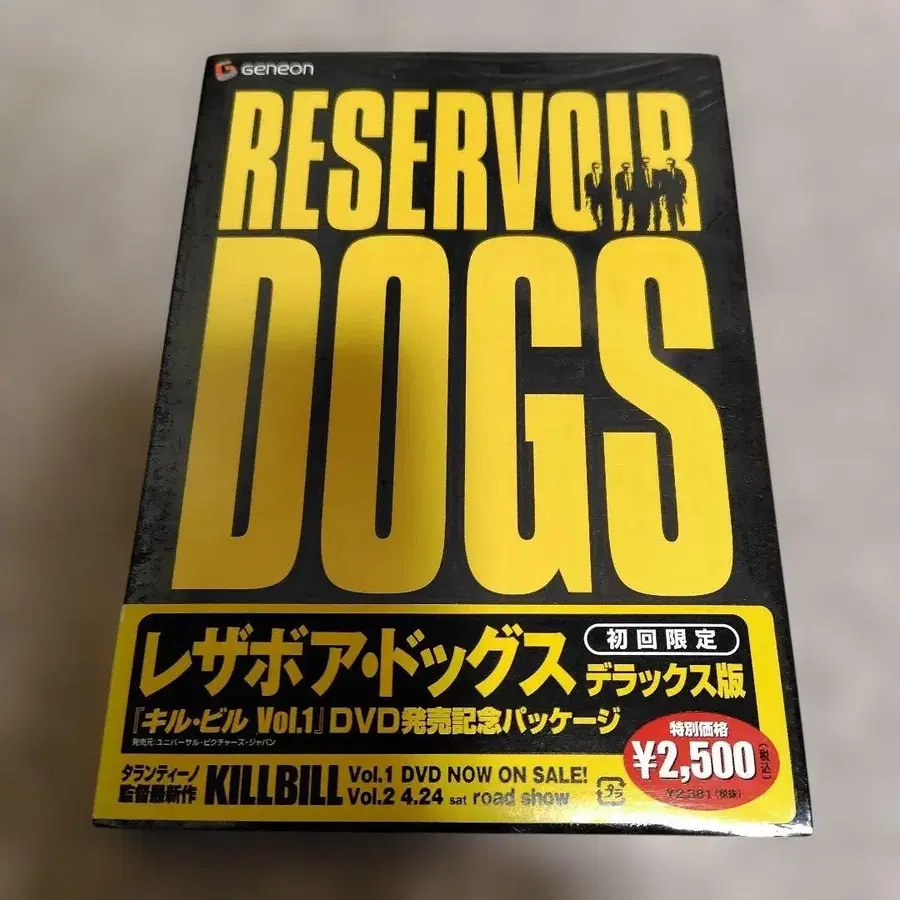 GENEON
RESERVOIR
DOGS
レザボア・ドッグス
初回限定
デラックス版
『キル・ビル Vol.1』DVD発売記念パッケージ
発売元:ユニバーサル・ピクチャーズ・ジャパン
特別価格
¥2,500(税込)
¥2,381(税抜)
タランティーノ
監督最新作
KILLBILL
Vol.1 DVD NOW ON SALE!
Vol.2 4.24 sat road show
プラ